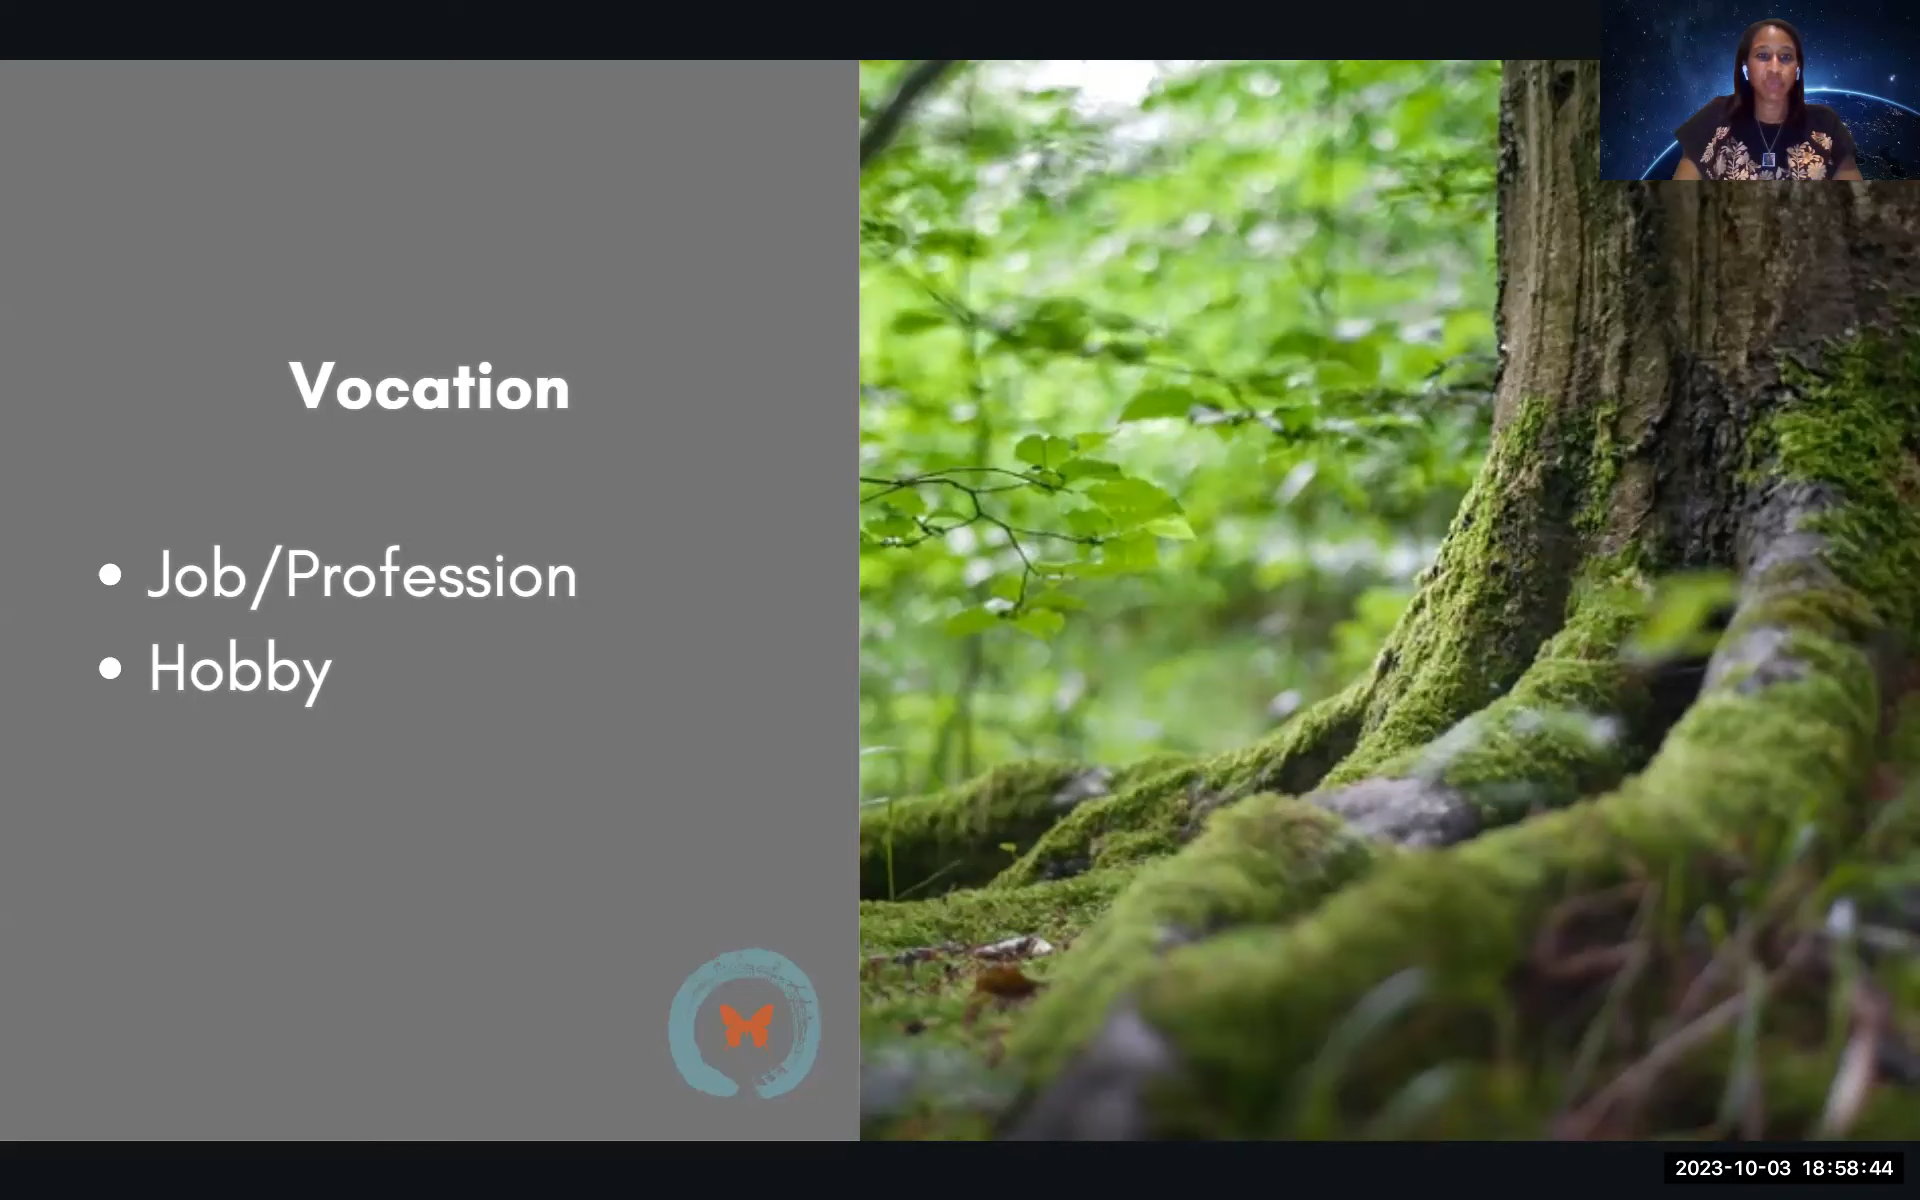 Vocation
• Job/Profession
• Hobby
2023-10-03 18:58:44